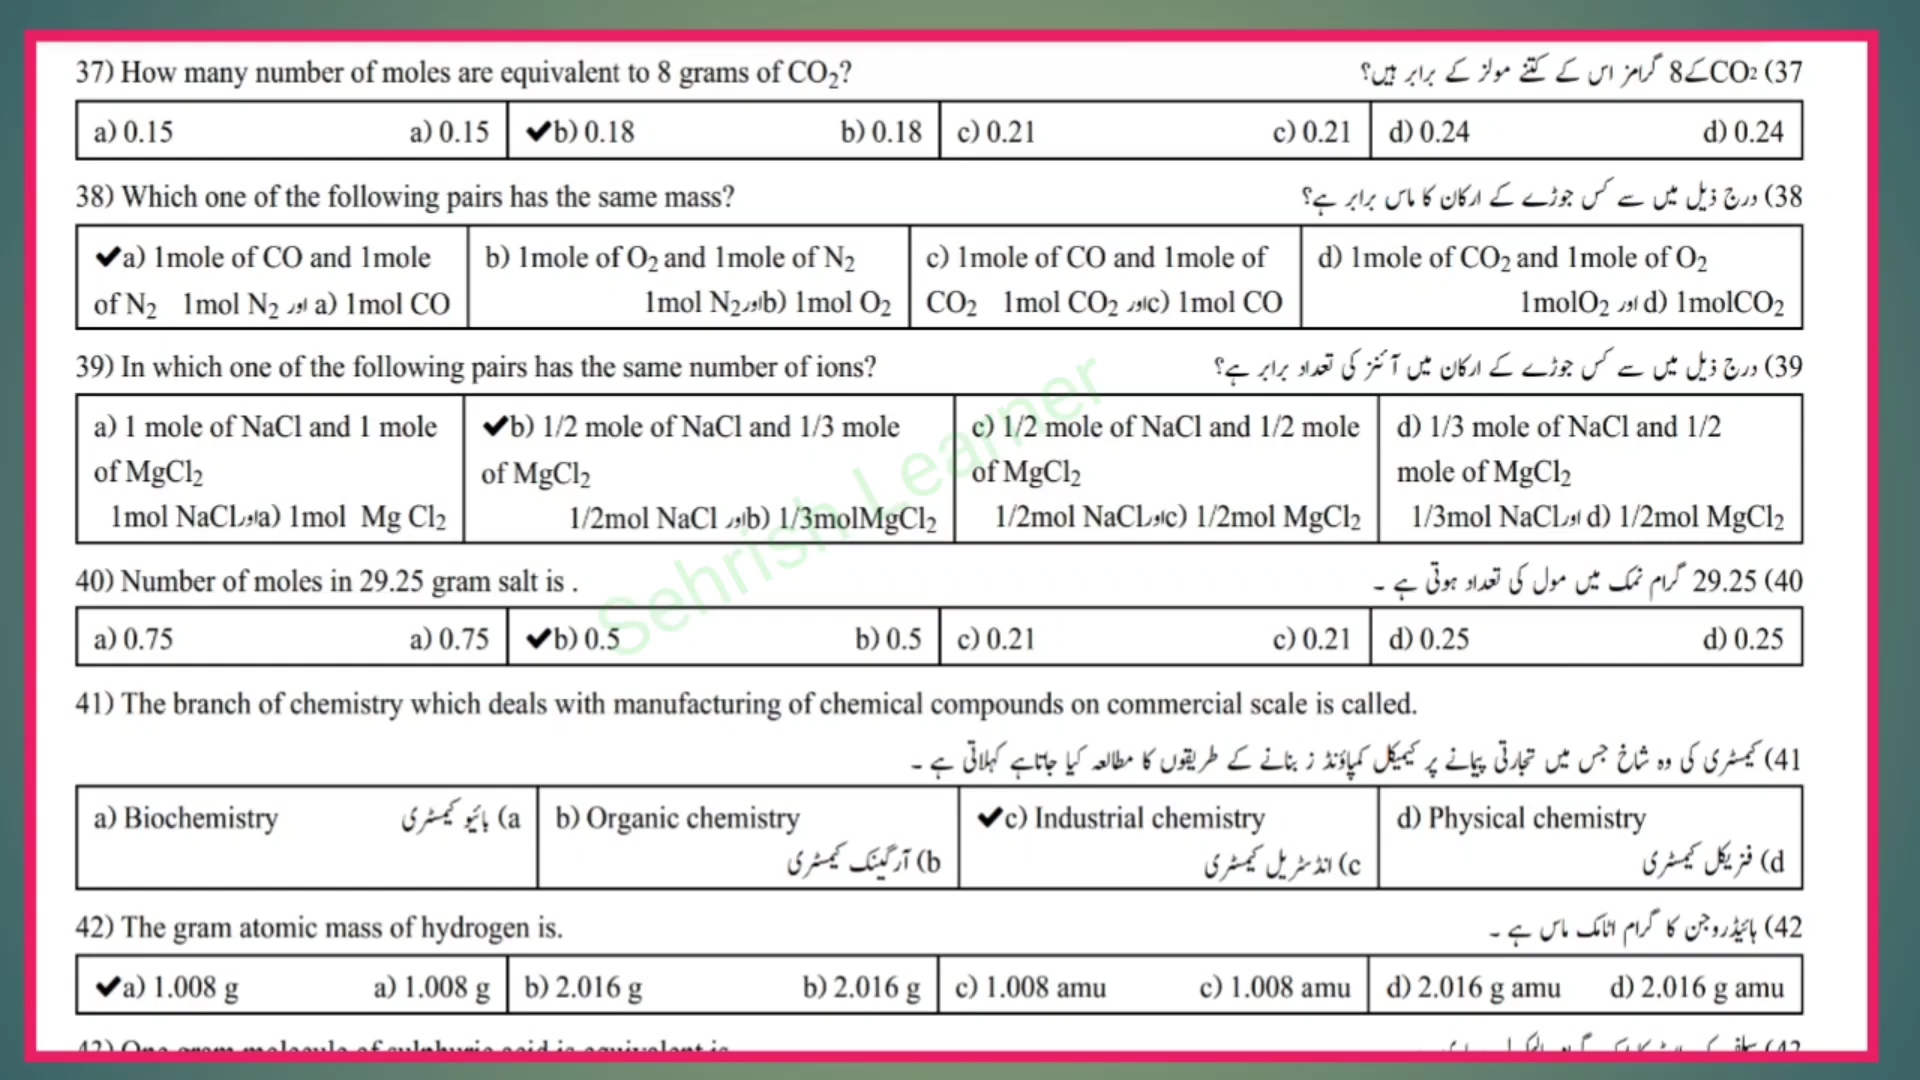 37) How many number of moles are equivalent to 8 grams of CO₂? 37) CO₂ کے 8 گرامز اس کے کتنے مولز کے برابر ہیں؟
a) 0.15 a) 0.15 ✔b) 0.18 b) 0.18 c) 0.21 c) 0.21 d) 0.24 d) 0.24
38) Which one of the following pairs has the same mass? 38) درج ذیل میں سے کس جوڑے کے ارکان کا ماس برابر ہے؟
✔a) 1mole of CO and 1mole b) 1mole of O₂ and 1mole of N₂ c) 1mole of CO and 1mole of d) 1mole of CO₂ and 1mole of O₂
of N₂ 1mol N₂ اور a) 1mol CO 1mol N₂ اور b) 1mol O₂ CO₂ 1mol CO₂ اور c) 1mol CO 1molO₂ اور d) 1molCO₂
39) In which one of the following pairs has the same number of ions? 39) درج ذیل میں سے کس جوڑے کے ارکان میں آئنز کی تعداد برابر ہے؟
a) 1 mole of NaCl and 1 mole ✔b) 1/2 mole of NaCl and 1/3 mole c) 1/2 mole of NaCl and 1/2 mole d) 1/3 mole of NaCl and 1/2
of MgCl₂ of MgCl₂ of MgCl₂ mole of MgCl₂
1mol NaCl اور a) 1mol Mg Cl₂ 1/2mol NaCl اور b) 1/3molMgCl₂ 1/2mol NaCl اور c) 1/2mol MgCl₂ 1/3mol NaCl اور d) 1/2mol MgCl₂
Sehrish Learner
40) Number of moles in 29.25 gram salt is . 40) 29.25 گرام نمک میں مول کی تعداد ہوتی ہے ۔
a) 0.75 a) 0.75 ✔b) 0.5 b) 0.5 c) 0.21 c) 0.21 d) 0.25 d) 0.25
41) The branch of chemistry which deals with manufacturing of chemical compounds on commercial scale is called.
41) کیمسٹری کی وہ شاخ جس میں تجارتی پیمانے پر کیمیکل کمپاؤنڈ ز بنانے کے طریقوں کا مطالعہ کیا جاتاہے کہلاتی ہے ۔
a) Biochemistry a) بائیو کیمسٹری b) Organic chemistry ✔c) Industrial chemistry d) Physical chemistry
b) آرگینک کیمسٹری c) انڈسٹریل کیمسٹری d) فزیکل کیمسٹری
42) The gram atomic mass of hydrogen is. 42) ہائیڈروجن کا گرام اٹامک ماس ہے ۔
✔a) 1.008 g a) 1.008 g b) 2.016 g b) 2.016 g c) 1.008 amu c) 1.008 amu d) 2.016 g amu d) 2.016 g amu
43) One gram molecule of sulphuric acid is equivalent is